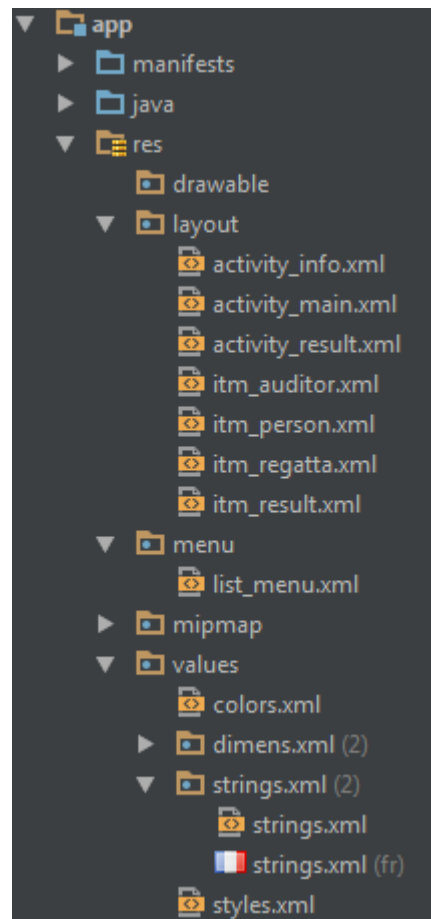 app
manifests
java
res
drawable
layout
activity_info.xml
activity_main.xml
activity_result.xml
itm_auditor.xml
itm_person.xml
itm_regatta.xml
itm_result.xml
menu
list_menu.xml
mipmap
values
colors.xml
dimens.xml (2)
strings.xml (2)
strings.xml
strings.xml (fr)
styles.xml